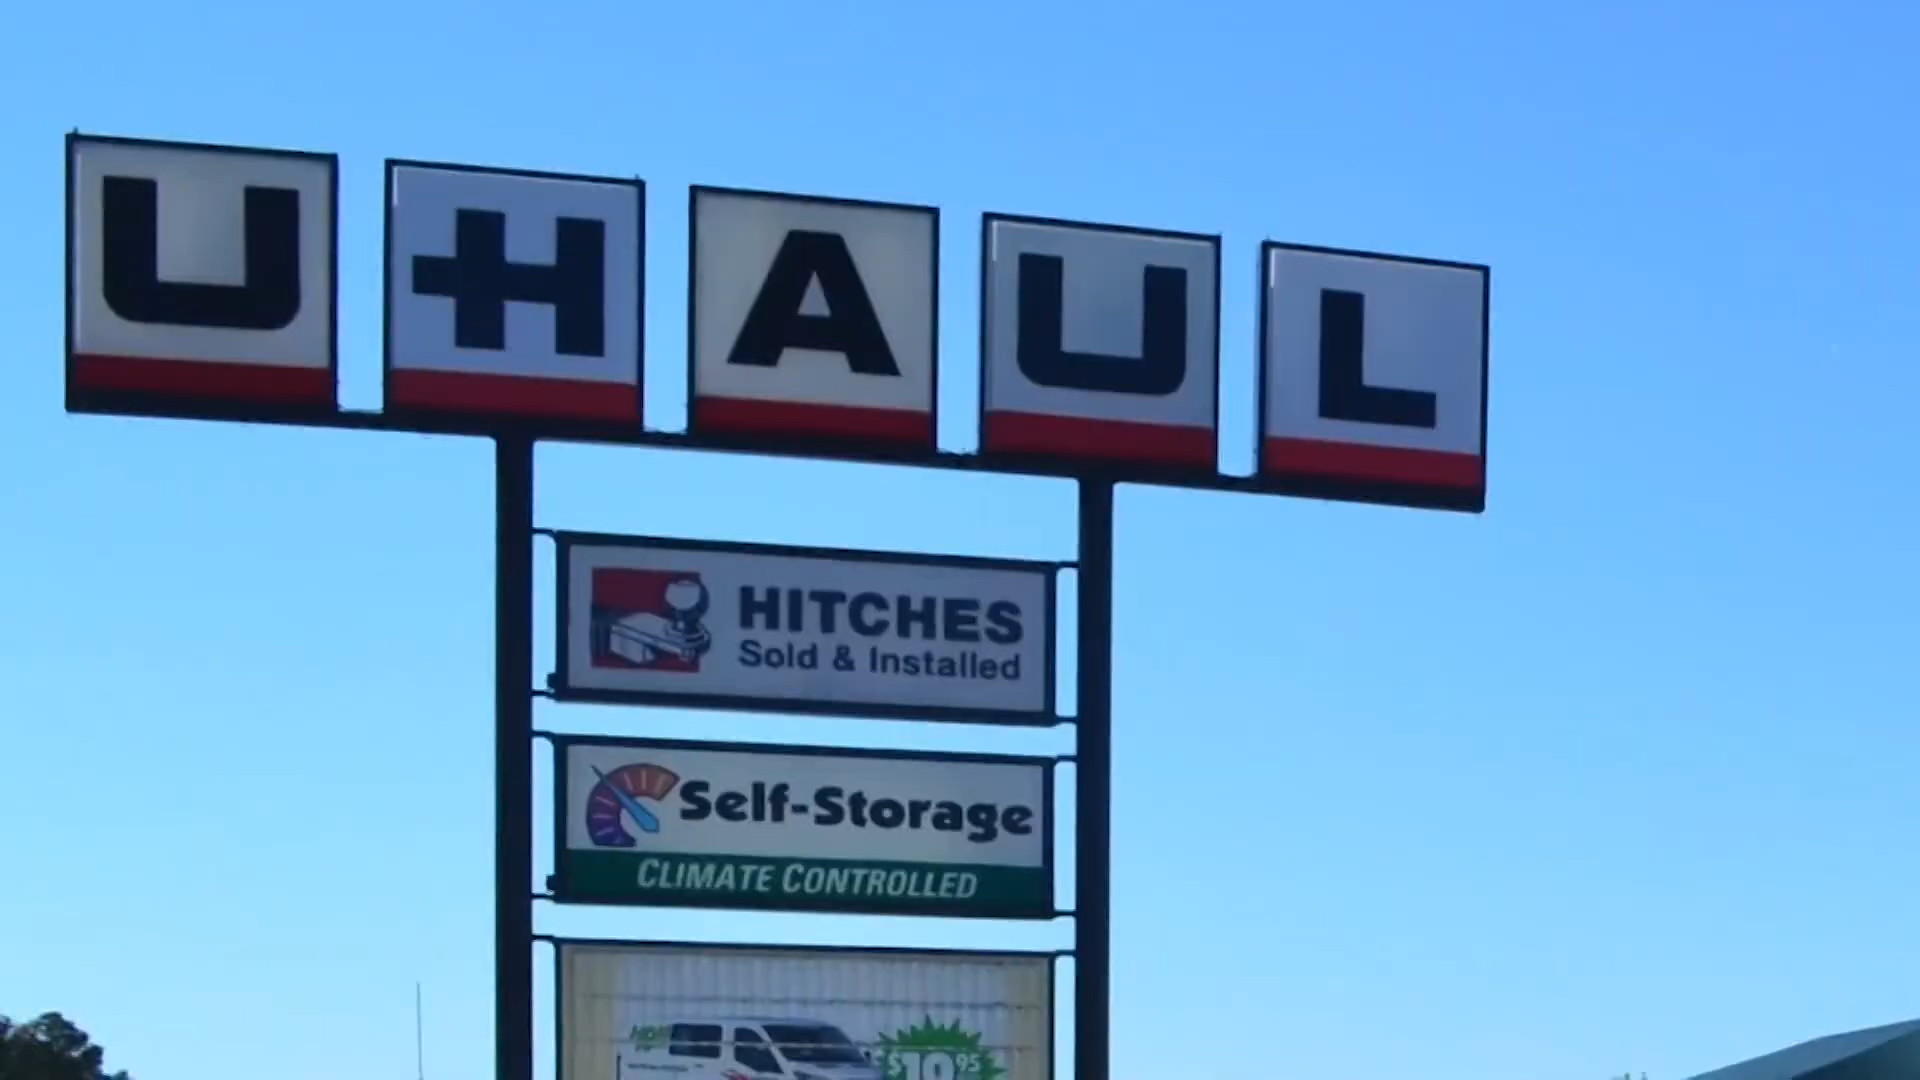 U-HAUL
HITCHES
Sold & Installed
Self-Storage
CLIMATE CONTROLLED
$19.95